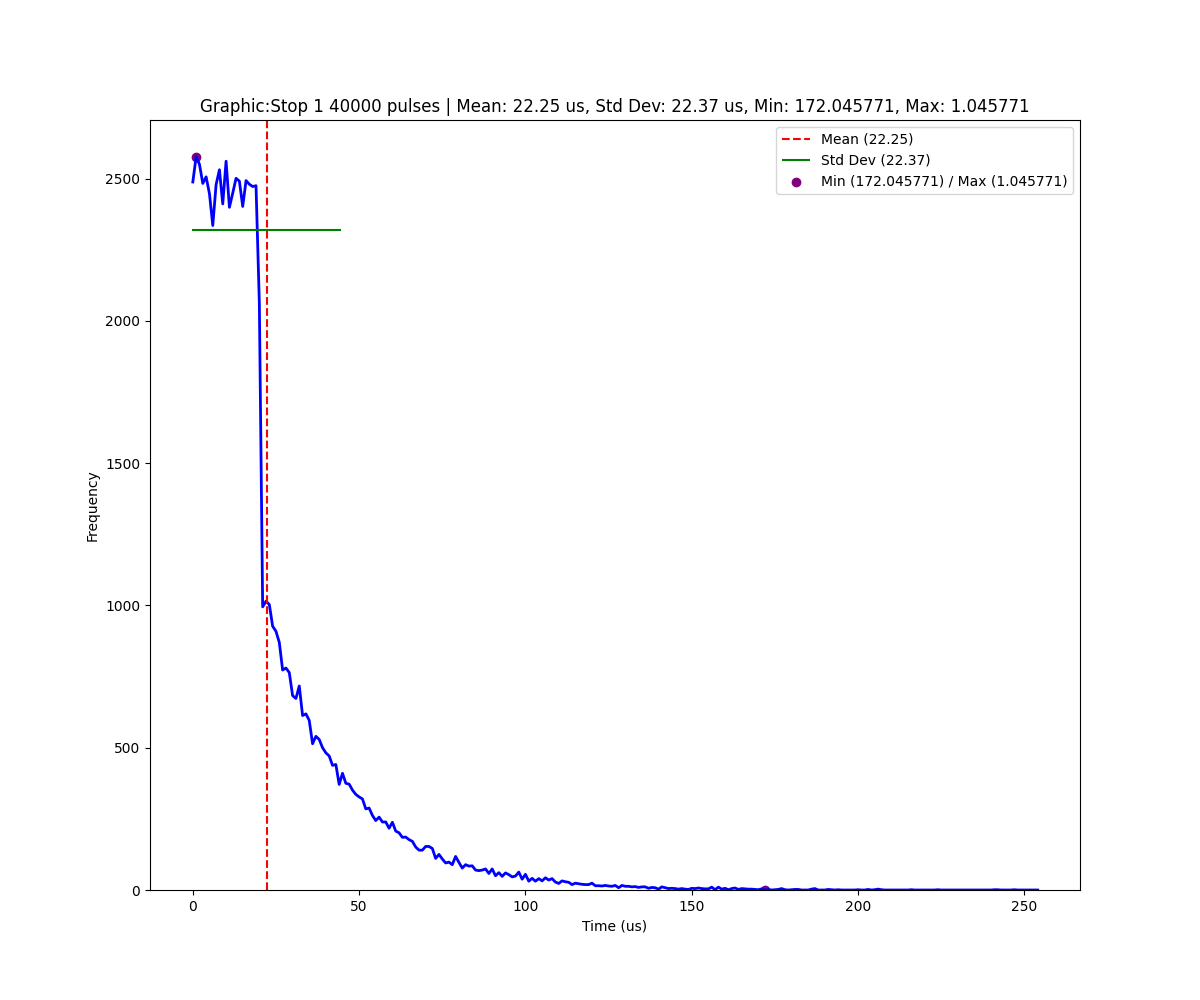 Graphic:Stop 1 40000 pulses | Mean: 22.25 us, Std Dev: 22.37 us, Min: 172.045771, Max: 1.045771
Mean (22.25)
Std Dev (22.37)
Min (172.045771) / Max (1.045771)
2500
2000
1500
1000
500
0
Frequency
0 50 100 150 200 250
Time (us)